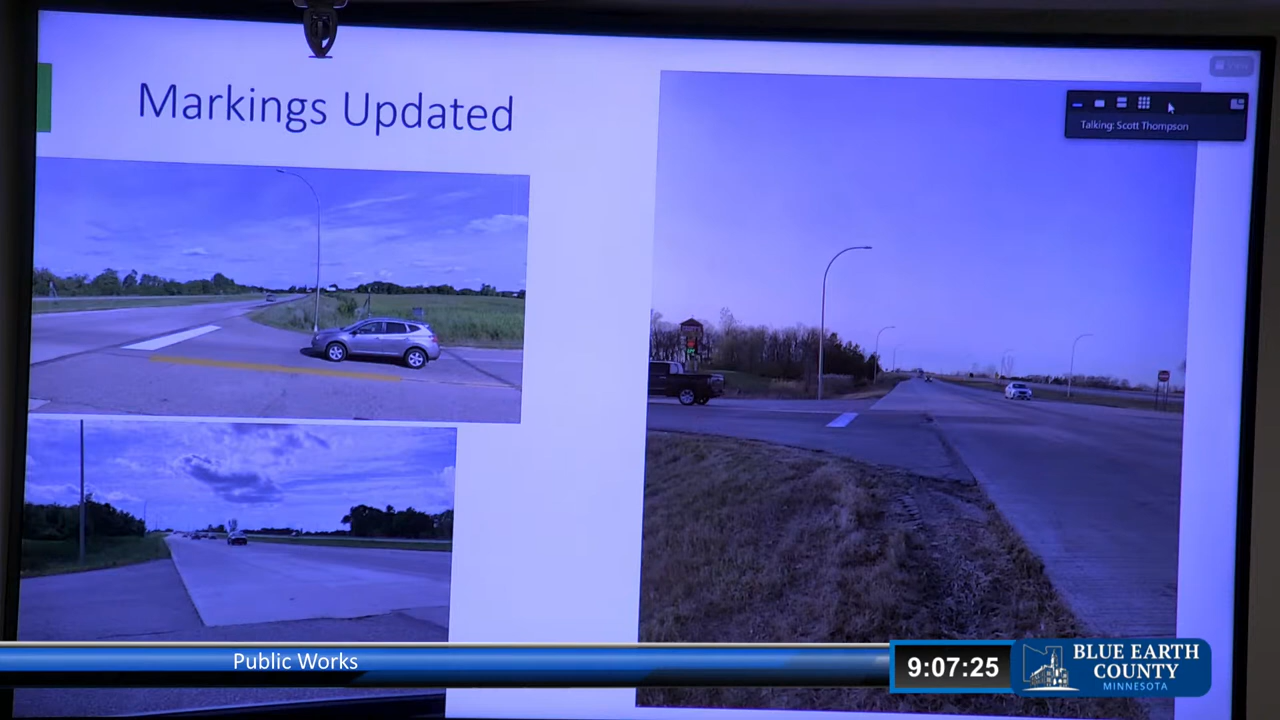 Markings Updated
Talking: Scott Thompson
Public Works
9:07:25
BLUE EARTH
COUNTY
MINNESOTA